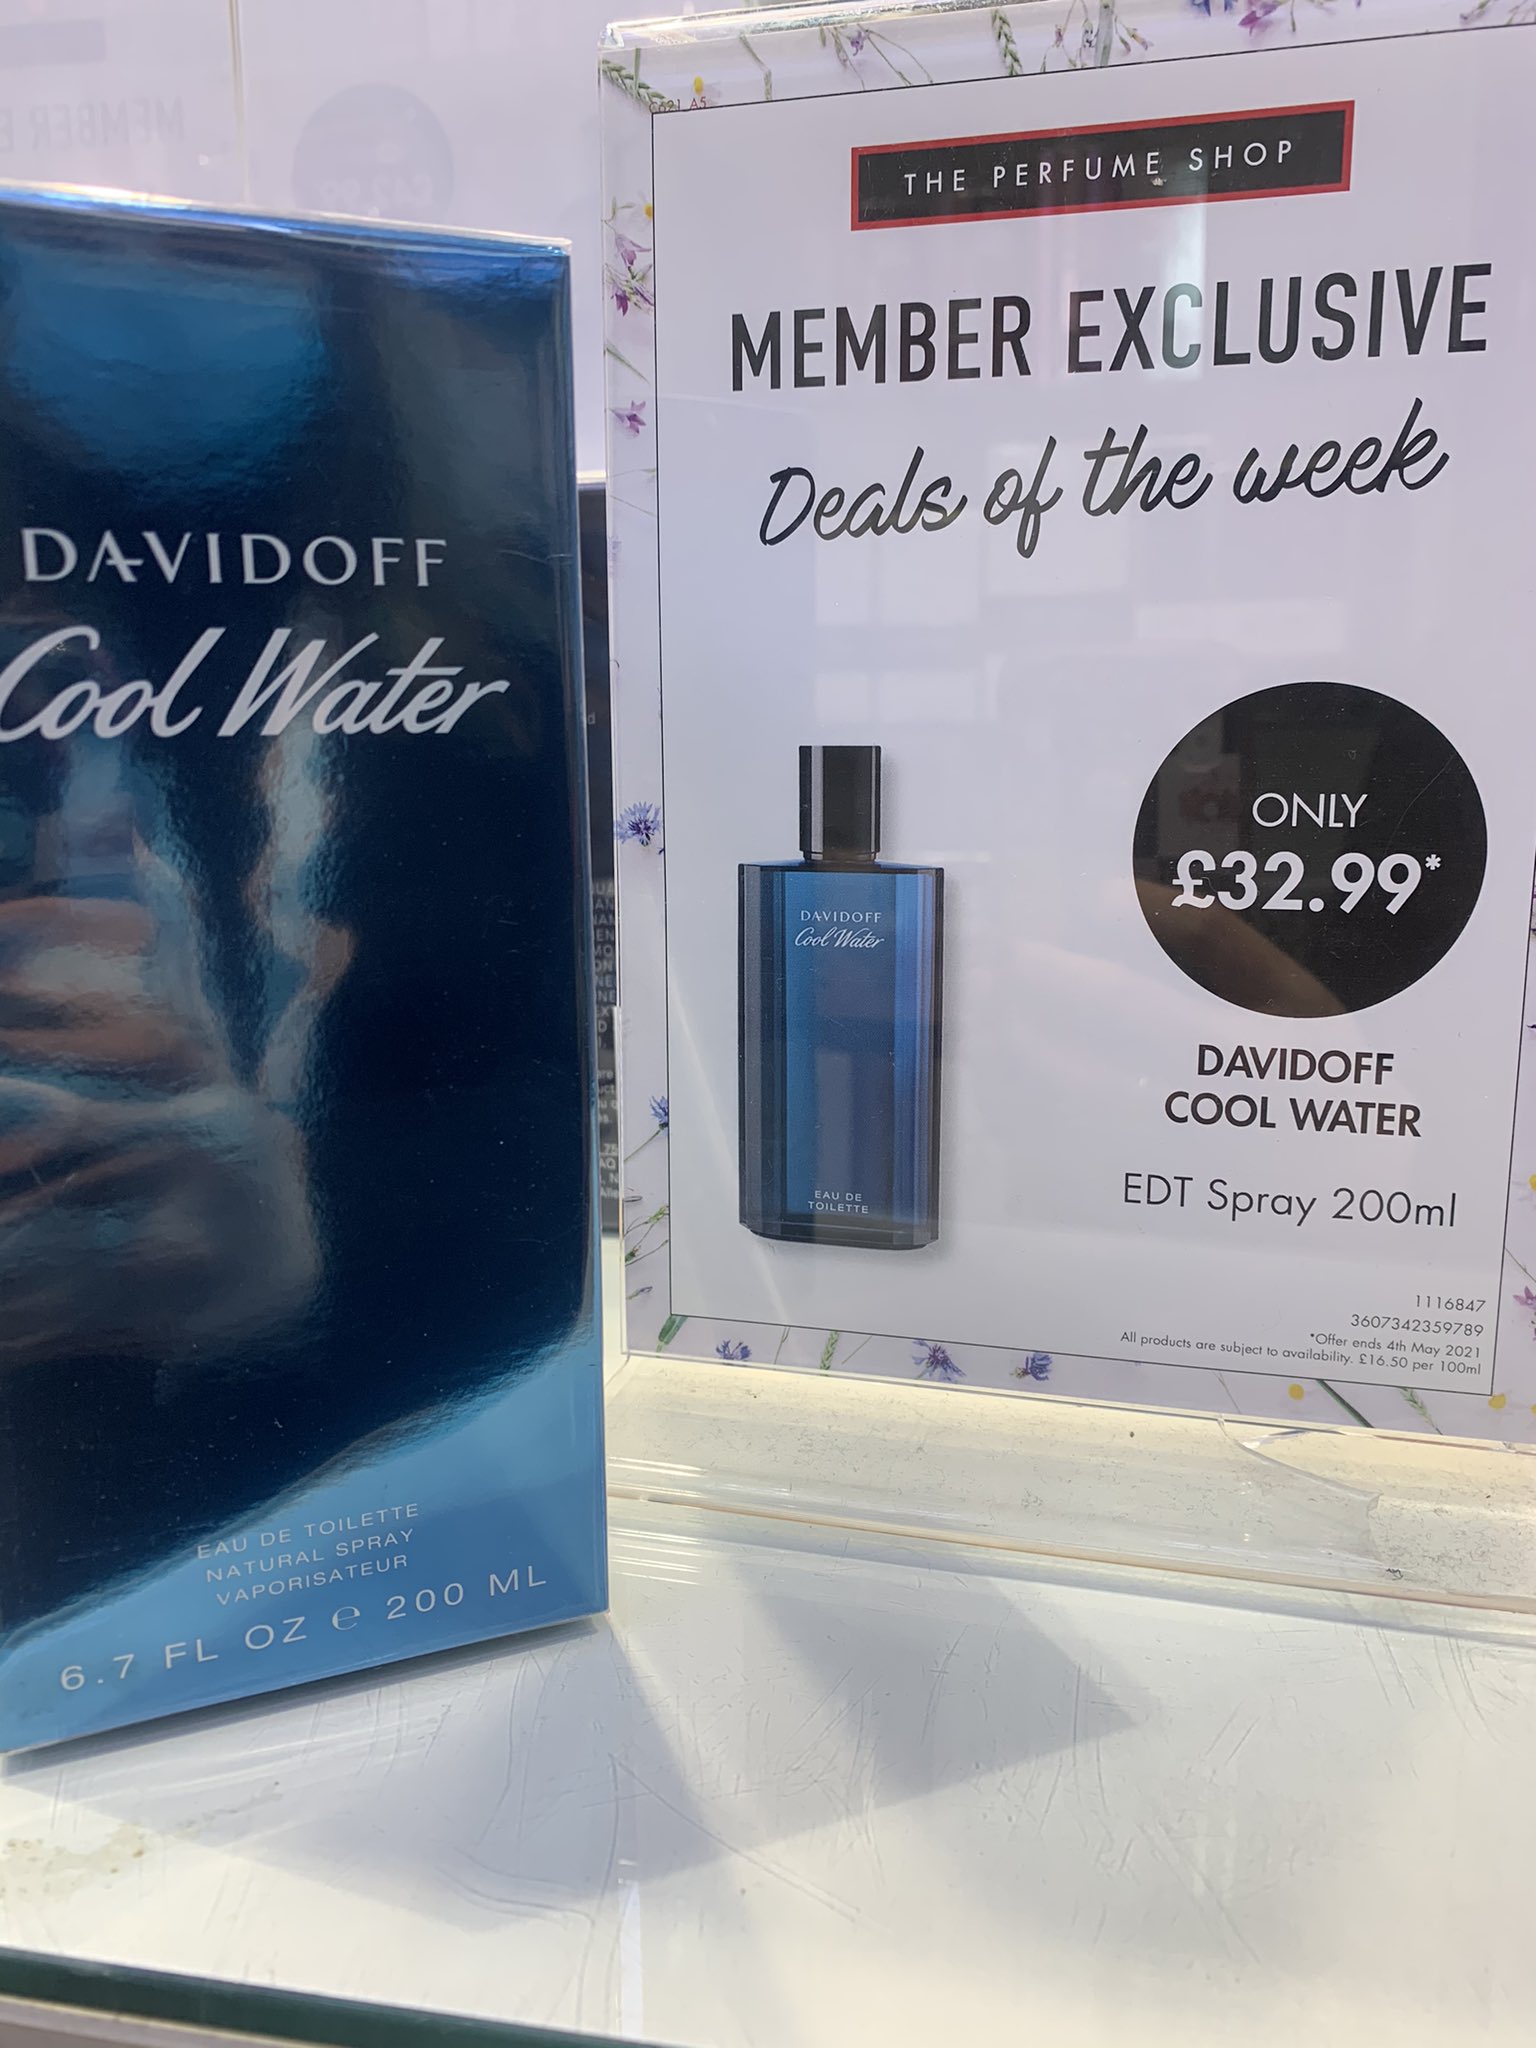 DAVIDOFF
Cool Water
EAU DE TOILETTE
NATURAL SPRAY
VAPORISATEUR
6.7 FL OZ e 200 ML
C621_A5
THE PERFUME SHOP
MEMBER EXCLUSIVE
Deals of the week
DAVIDOFF
Cool Water
EAU DE
TOILETTE
ONLY
£32.99*
DAVIDOFF
COOL WATER
EDT Spray 200ml
1116847
3607342359789
*Offer ends 4th May 2021
All products are subject to availability. £16.50 per 100ml